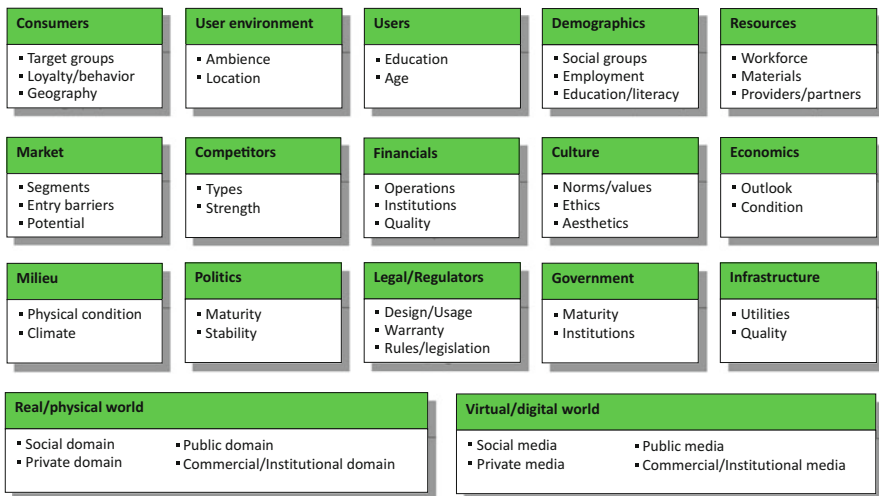 Consumers
▪ Target groups
▪ Loyalty/behavior
▪ Geography
User environment
▪ Ambience
▪ Location
Users
▪ Education
▪ Age
Demographics
▪ Social groups
▪ Employment
▪ Education/literacy
Resources
▪ Workforce
▪ Materials
▪ Providers/partners
Market
▪ Segments
▪ Entry barriers
▪ Potential
Competitors
▪ Types
▪ Strength
Financials
▪ Operations
▪ Institutions
▪ Quality
Culture
▪ Norms/values
▪ Ethics
▪ Aesthetics
Economics
▪ Outlook
▪ Condition
Milieu
▪ Physical condition
▪ Climate
Politics
▪ Maturity
▪ Stability
Legal/Regulators
▪ Design/Usage
▪ Warranty
▪ Rules/legislation
Government
▪ Maturity
▪ Institutions
Infrastructure
▪ Utilities
▪ Quality
Real/physical world
▪ Social domain
▪ Private domain
▪ Public domain
▪ Commercial/Institutional domain
Virtual/digital world
▪ Social media
▪ Private media
▪ Public media
▪ Commercial/Institutional media